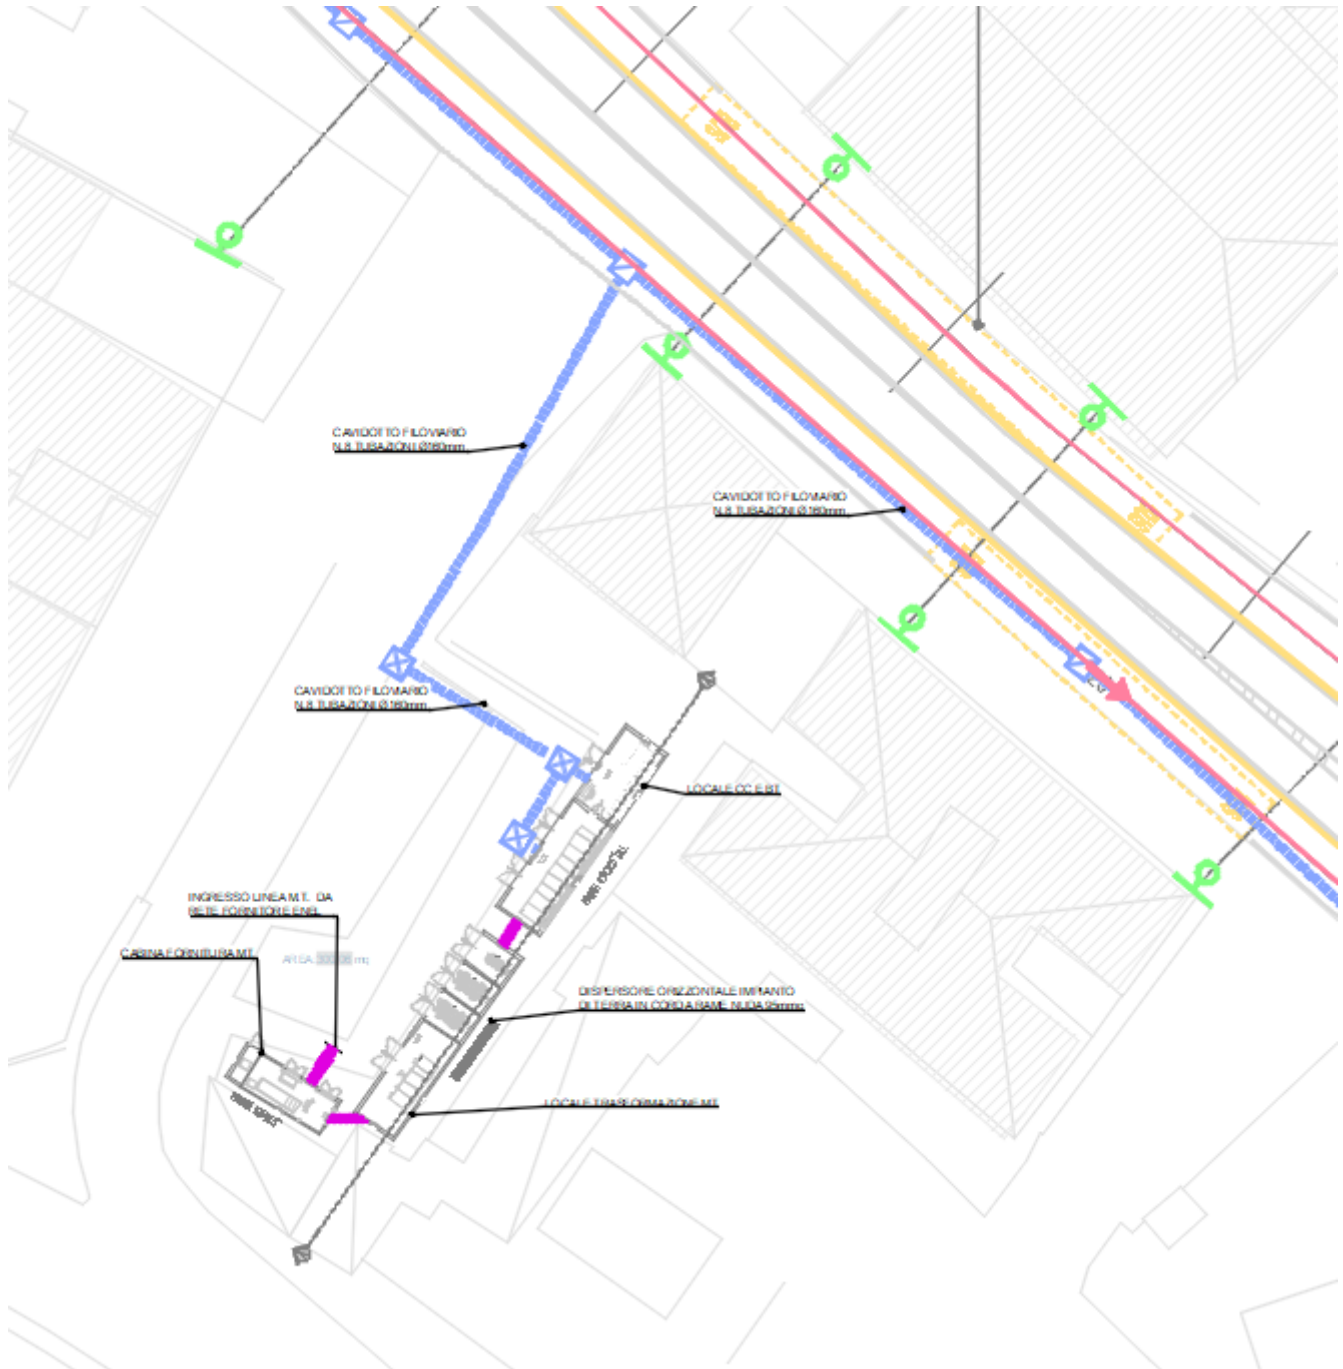 CAVIDOTTO FILOVIARIO
N.8 TUBAZIONI Ø160mm
CAVIDOTTO FILOVIARIO
N.8 TUBAZIONI Ø160mm
CAVIDOTTO FILOVIARIO
N.8 TUBAZIONI Ø160mm
LOCALE CC E BT
INGRESSO LINEA M.T. DA
RETE FORNITORE ENEL
CABINA FORNITURA MT
AREA mq
DISPERSORE ORIZZONTALE IMPIANTO
DI TERRA IN CORDA RAME NUDA 95mmq
LOCALE TRASFORMAZIONE MT